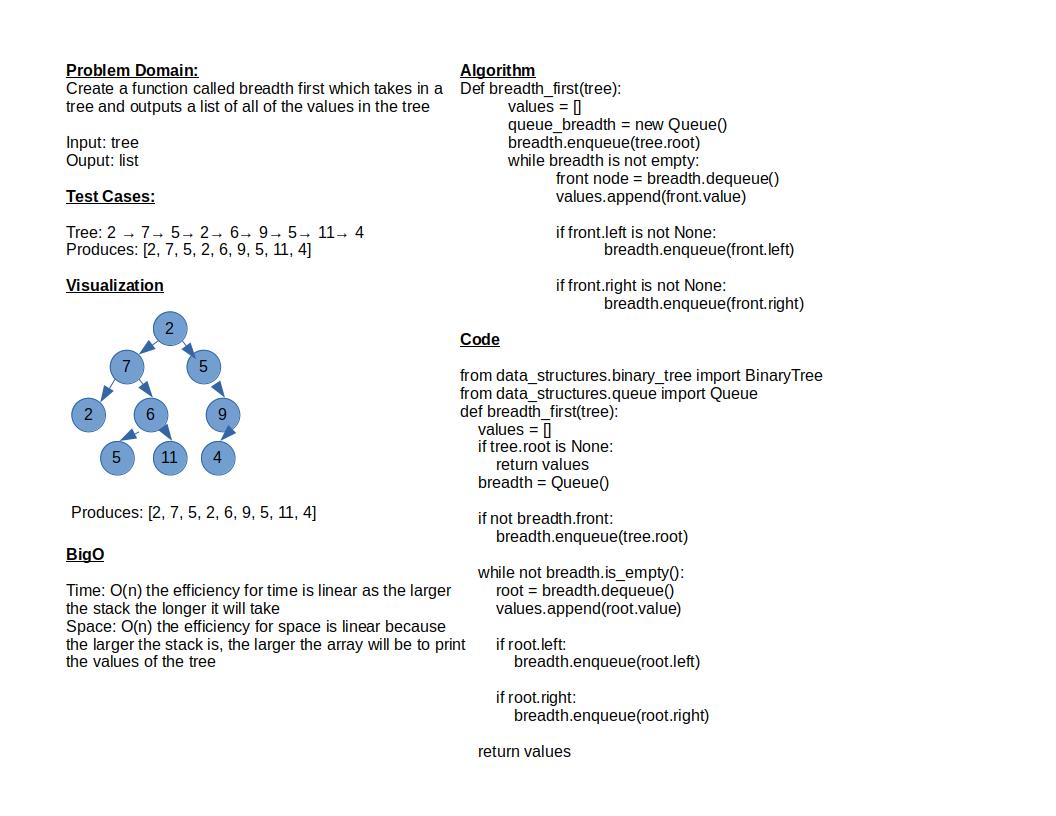 Problem Domain:
Create a function called breadth first which takes in a
tree and outputs a list of all of the values in the tree
Input: tree
Ouput: list
Test Cases:
Tree: 2 → 7→ 5→ 2→ 6→ 9→ 5→ 11→ 4
Produces: [2, 7, 5, 2, 6, 9, 5, 11, 4]
Visualization
2
7 5
2 6 9
5 11 4
Produces: [2, 7, 5, 2, 6, 9, 5, 11, 4]
BigO
Time: O(n) the efficiency for time is linear as the larger
the stack the longer it will take
Space: O(n) the efficiency for space is linear because
the larger the stack is, the larger the array will be to print
the values of the tree
Algorithm
Def breadth_first(tree):
values = []
queue_breadth = new Queue()
breadth.enqueue(tree.root)
while breadth is not empty:
front node = breadth.dequeue()
values.append(front.value)
if front.left is not None:
breadth.enqueue(front.left)
if front.right is not None:
breadth.enqueue(front.right)
Code
from data_structures.binary_tree import BinaryTree
from data_structures.queue import Queue
def breadth_first(tree):
values = []
if tree.root is None:
return values
breadth = Queue()
if not breadth.front:
breadth.enqueue(tree.root)
while not breadth.is_empty():
root = breadth.dequeue()
values.append(root.value)
if root.left:
breadth.enqueue(root.left)
if root.right:
breadth.enqueue(root.right)
return values